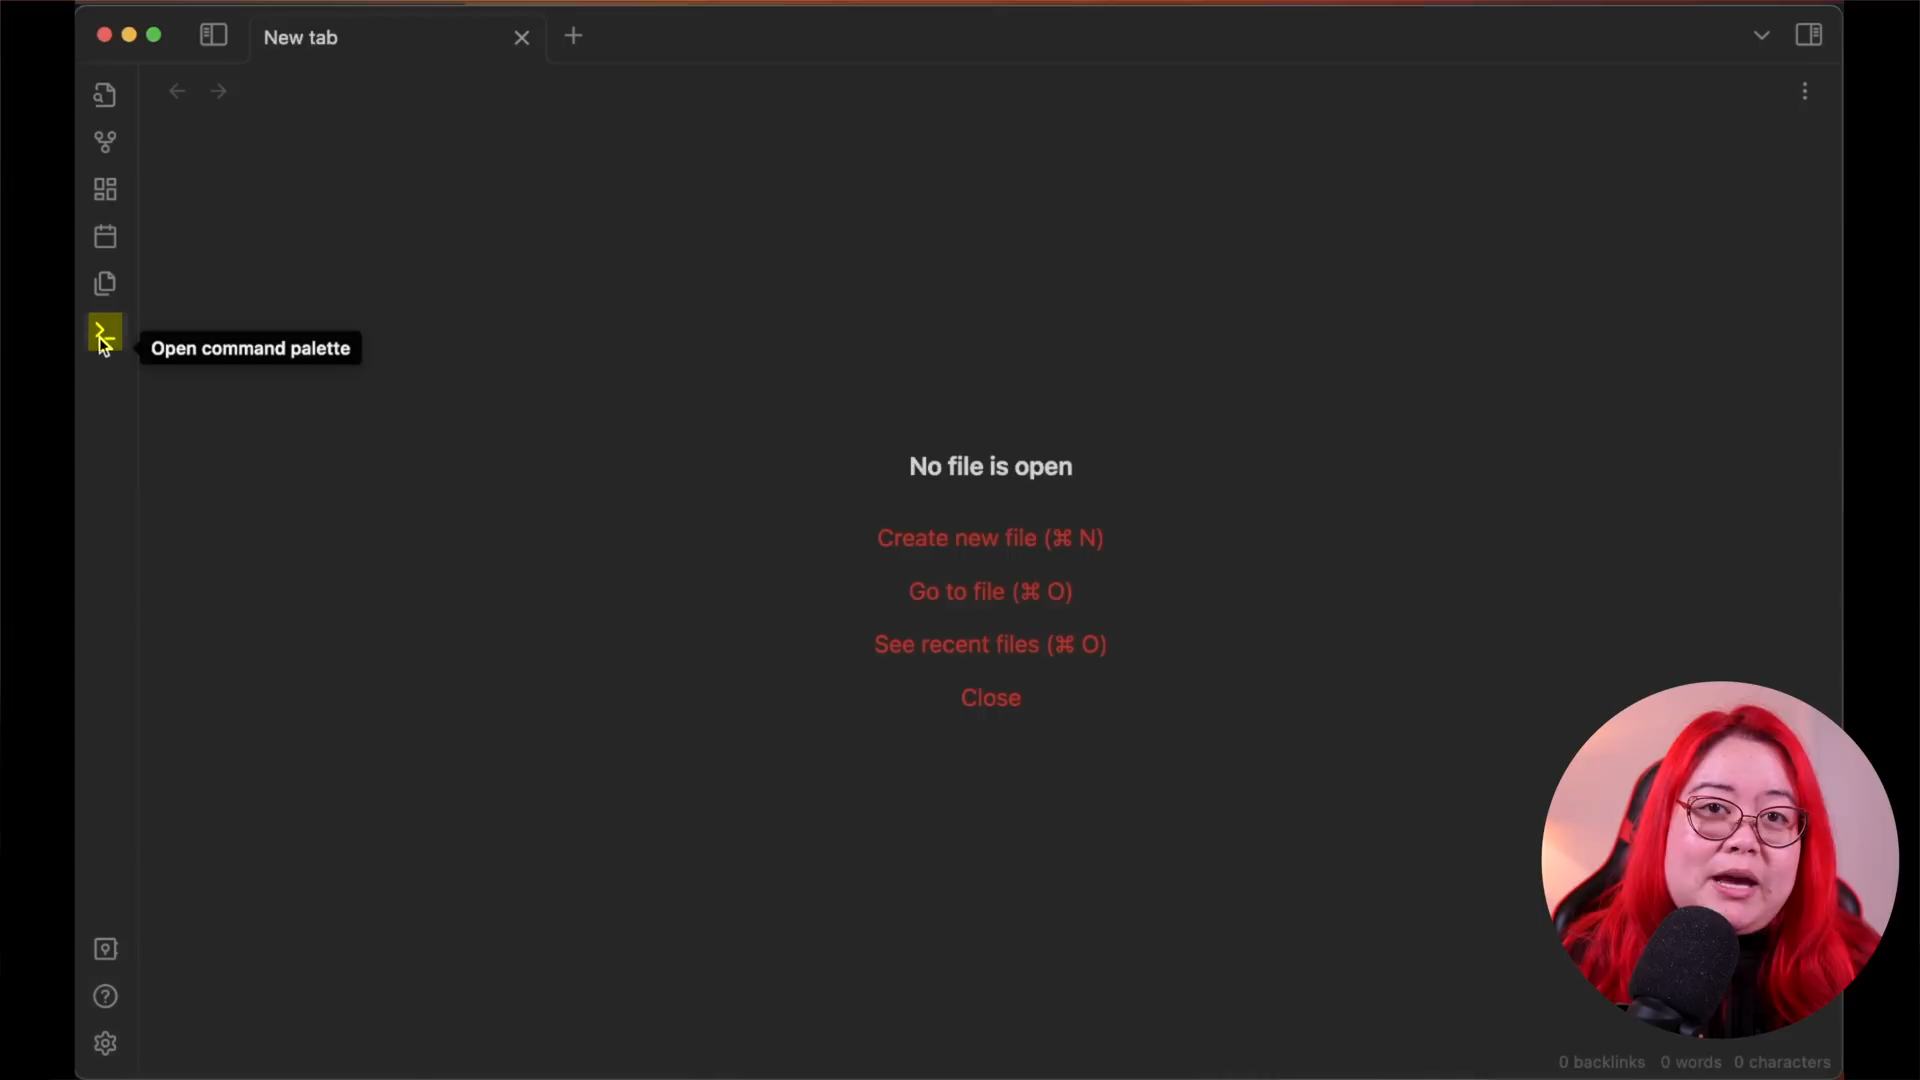 New tab
Open command palette
No file is open
Create new file (⌘ N)
Go to file (⌘ O)
See recent files (⌘ O)
Close
0 backlinks 0 words 0 characters